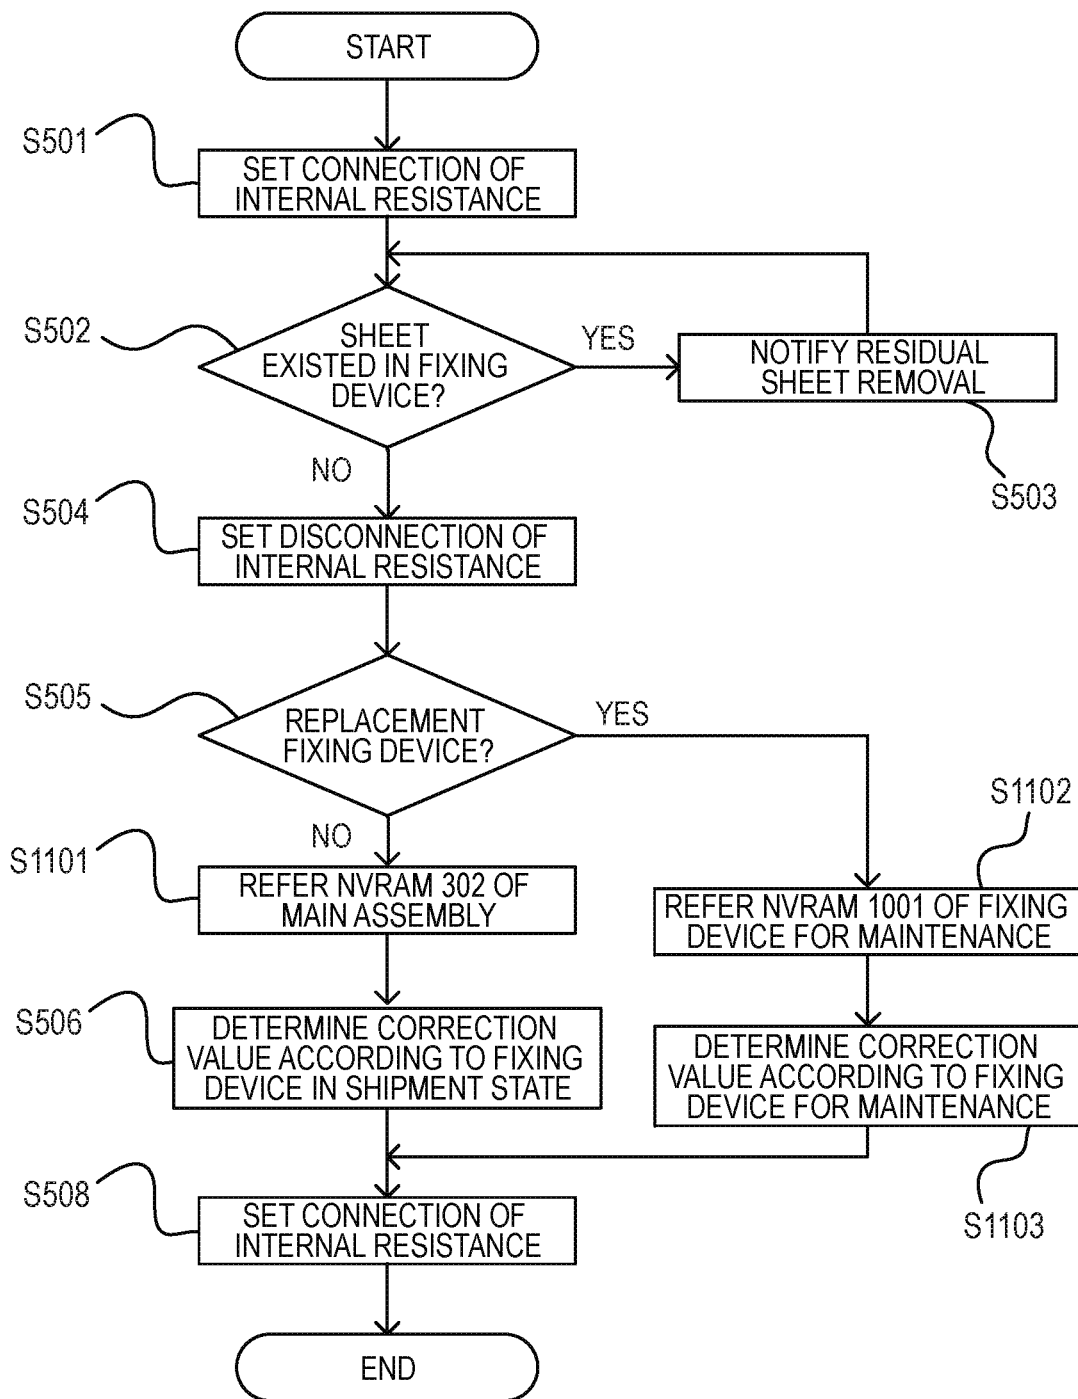 START
S501
SET CONNECTION OF
INTERNAL RESISTANCE
S502
SHEET
EXISTED IN FIXING
DEVICE?
YES
NOTIFY RESIDUAL
SHEET REMOVAL
S503
NO
S504
SET DISCONNECTION OF
INTERNAL RESISTANCE
S505
REPLACEMENT
FIXING DEVICE?
YES
NO
S1101
REFER NVRAM 302 OF
MAIN ASSEMBLY
S1102
REFER NVRAM 1001 OF FIXING
DEVICE FOR MAINTENANCE
S506
DETERMINE CORRECTION
VALUE ACCORDING TO FIXING
DEVICE IN SHIPMENT STATE
DETERMINE CORRECTION
VALUE ACCORDING TO FIXING
DEVICE FOR MAINTENANCE
S1103
S508
SET CONNECTION OF
INTERNAL RESISTANCE
END